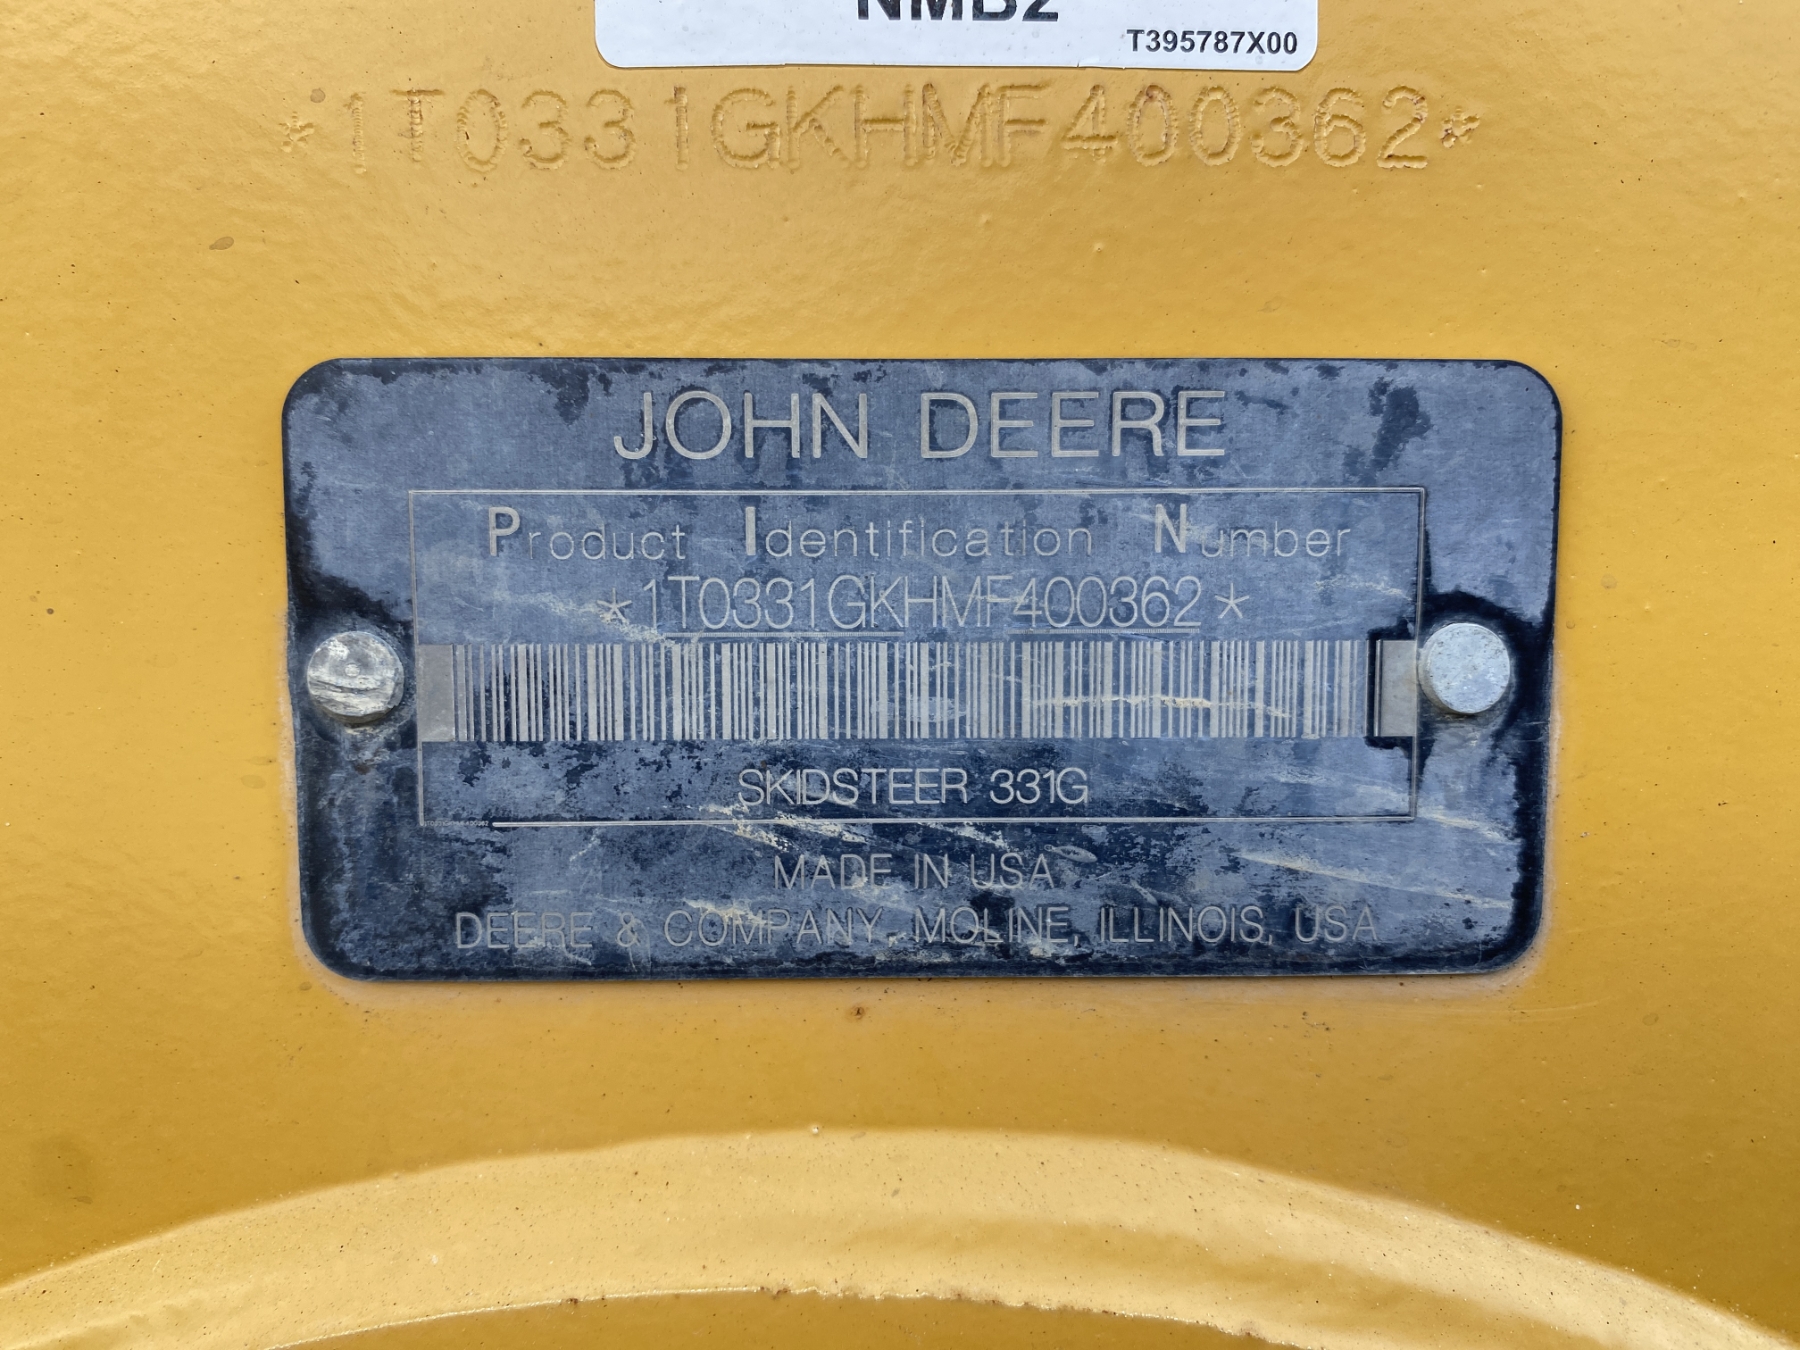 NMB2
T395787X00
*1T0331GKHMF400362*
JOHN DEERE
Product Identification Number
*1T0331GKHMF400362*
SKIDSTEER 331G
1T0331GKHMF400362
MADE IN USA
DEERE & COMPANY, MOLINE, ILLINOIS, USA